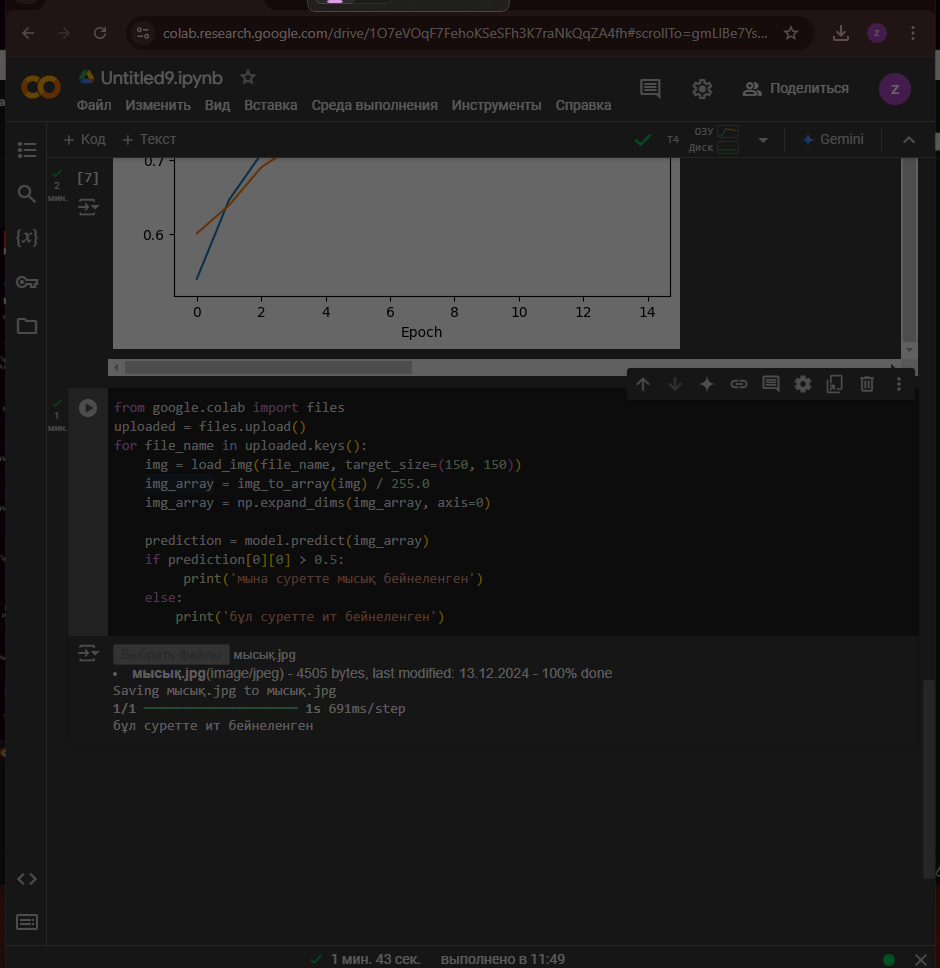 colab.research.google.com/drive/1O7eVOqF7FehoKSeSFh3K7raNkQqZA4fh#scrollTo=gmLIBe7Ys...
z
CO
Untitled9.ipynb
Файл Изменить Вид Вставка Среда выполнения Инструменты Справка
Поделиться
z
+ Код + Текст
T4
ОЗУ
Диск
Gemini
2
мин.
[7]
{x}
0.7
0.6
0 2 4 6 8 10 12 14
Epoch
1
мин.
from google.colab import files
uploaded = files.upload()
for file_name in uploaded.keys():
    img = load_img(file_name, target_size=(150, 150))
    img_array = img_to_array(img) / 255.0
    img_array = np.expand_dims(img_array, axis=0)
    prediction = model.predict(img_array)
    if prediction[0][0] > 0.5:
         print('мына суретте мысық бейнеленген')
    else:
        print('бұл суретте ит бейнеленген')
Выбрать файлы мысық.jpg
• мысық.jpg(image/jpeg) - 4505 bytes, last modified: 13.12.2024 - 100% done
Saving мысық.jpg to мысық.jpg
1/1 1s 691ms/step
бұл суретте ит бейнеленген
1 мин. 43 сек. выполнено в 11:49